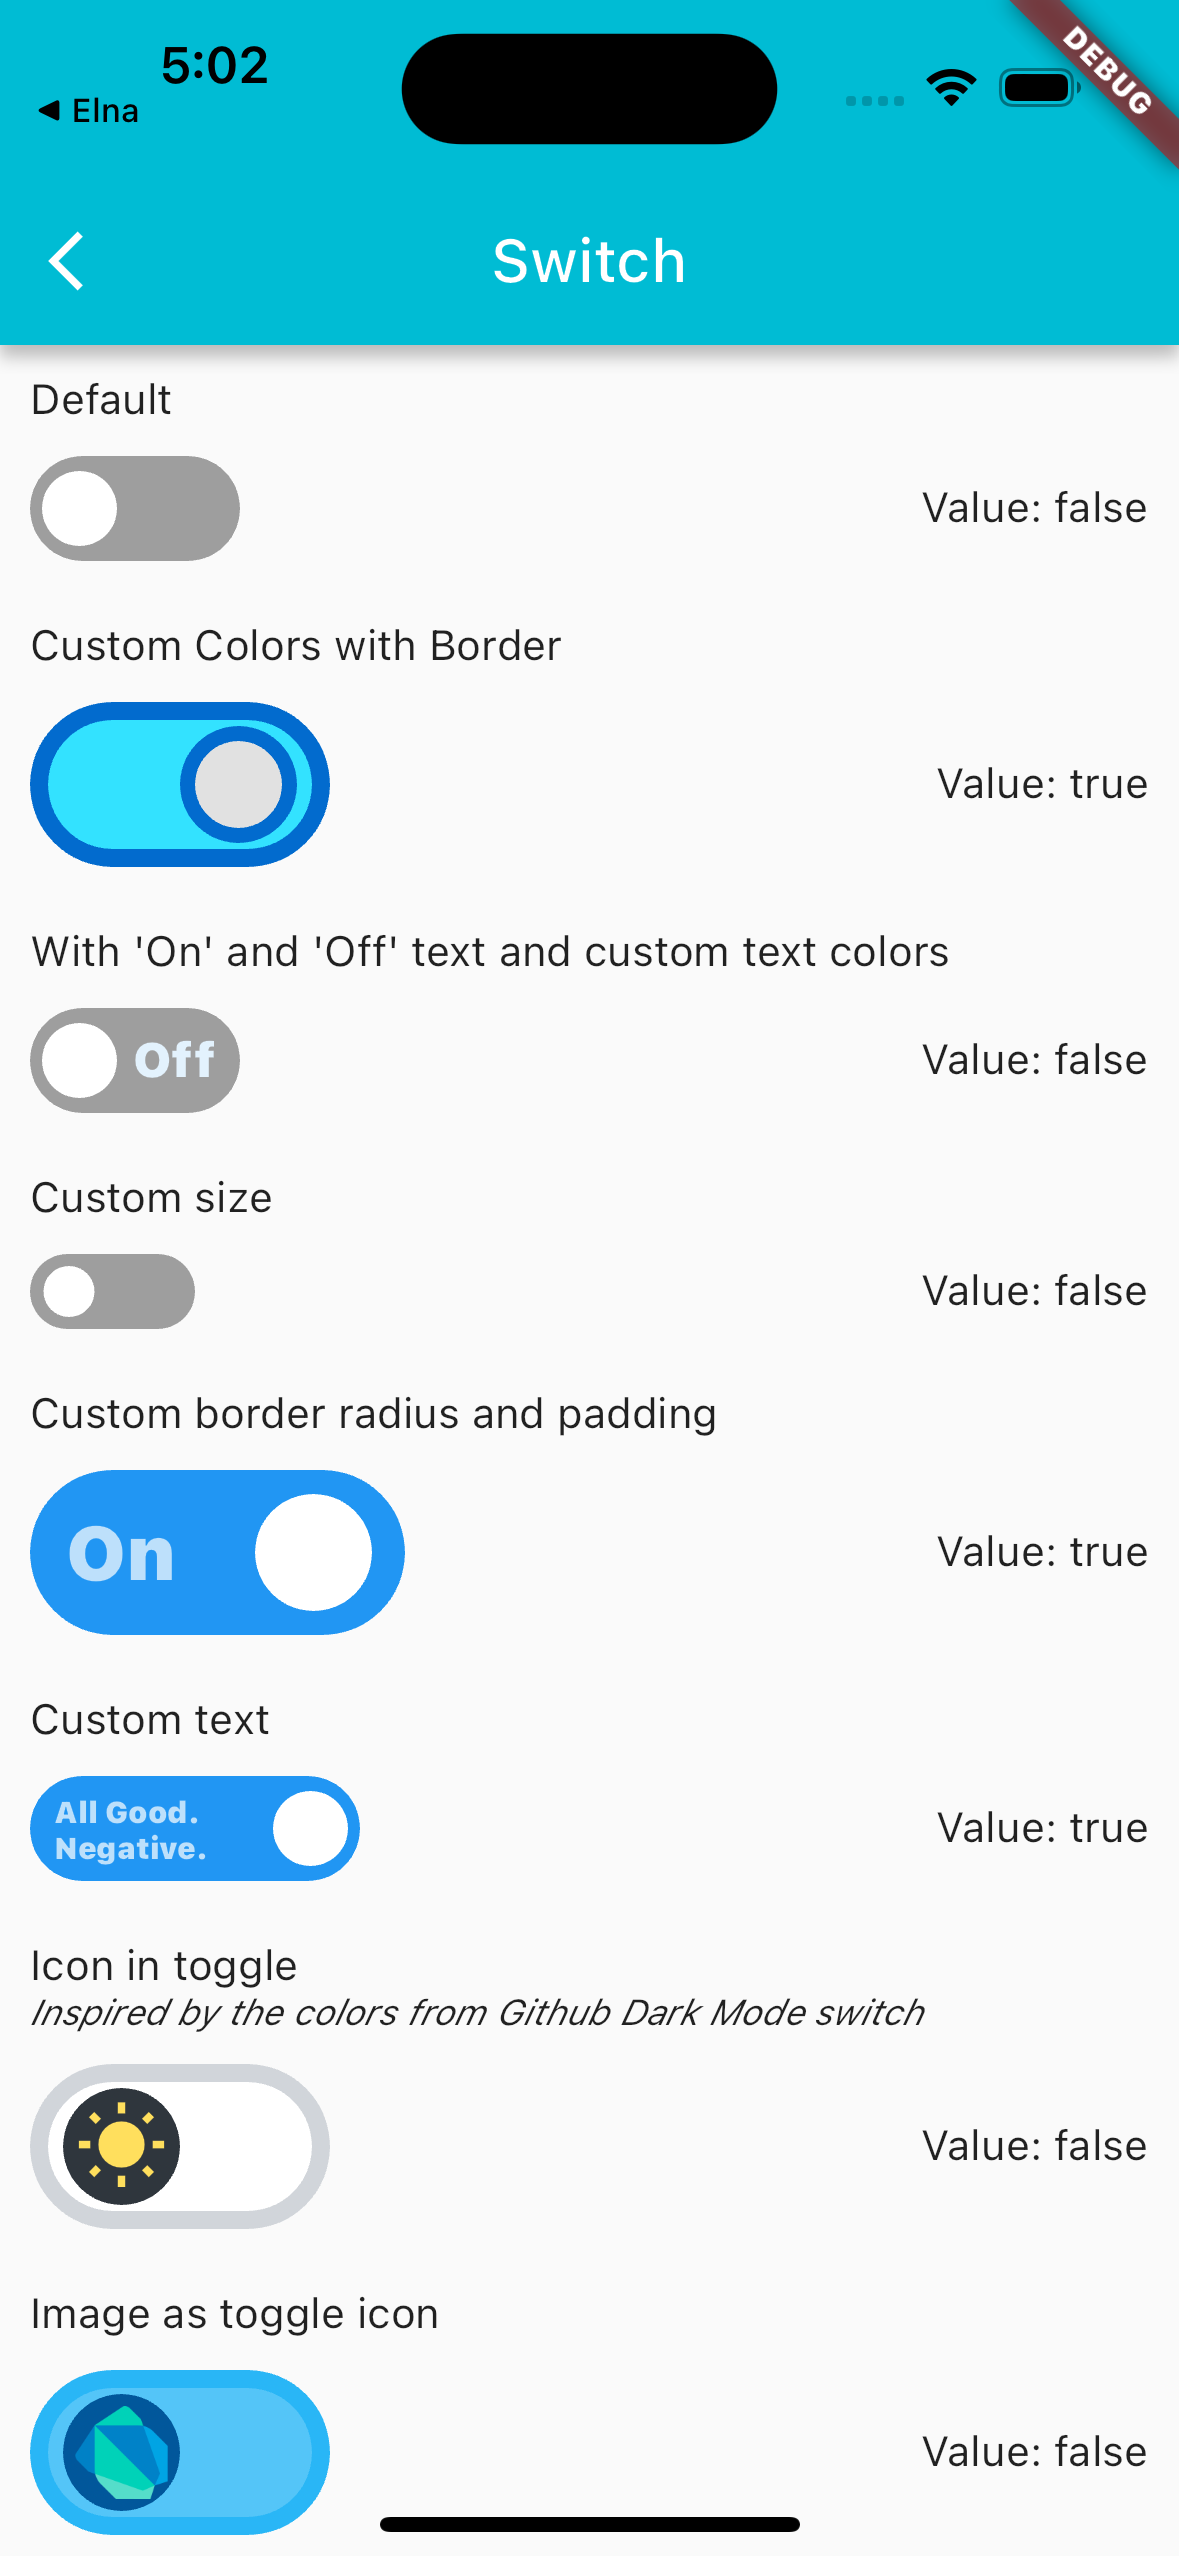 5:02
◀ Elna
DEBUG
Switch
Default
Value: false
Custom Colors with Border
Value: true
With 'On' and 'Off' text and custom text colors
Off
Value: false
Custom size
Value: false
Custom border radius and padding
On
Value: true
Custom text
All Good.
Negative.
Value: true
Icon in toggle
Inspired by the colors from Github Dark Mode switch
Value: false
Image as toggle icon
Value: false